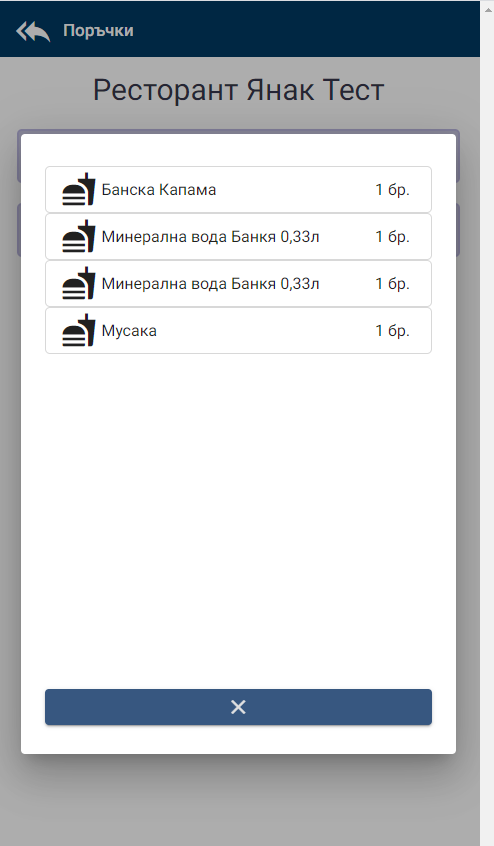 Поръчки
Ресторант Янак Тест
Банска Капама 1 бр.
Минерална вода Банкя 0,33л 1 бр.
Минерална вода Банкя 0,33л 1 бр.
Мусака 1 бр.